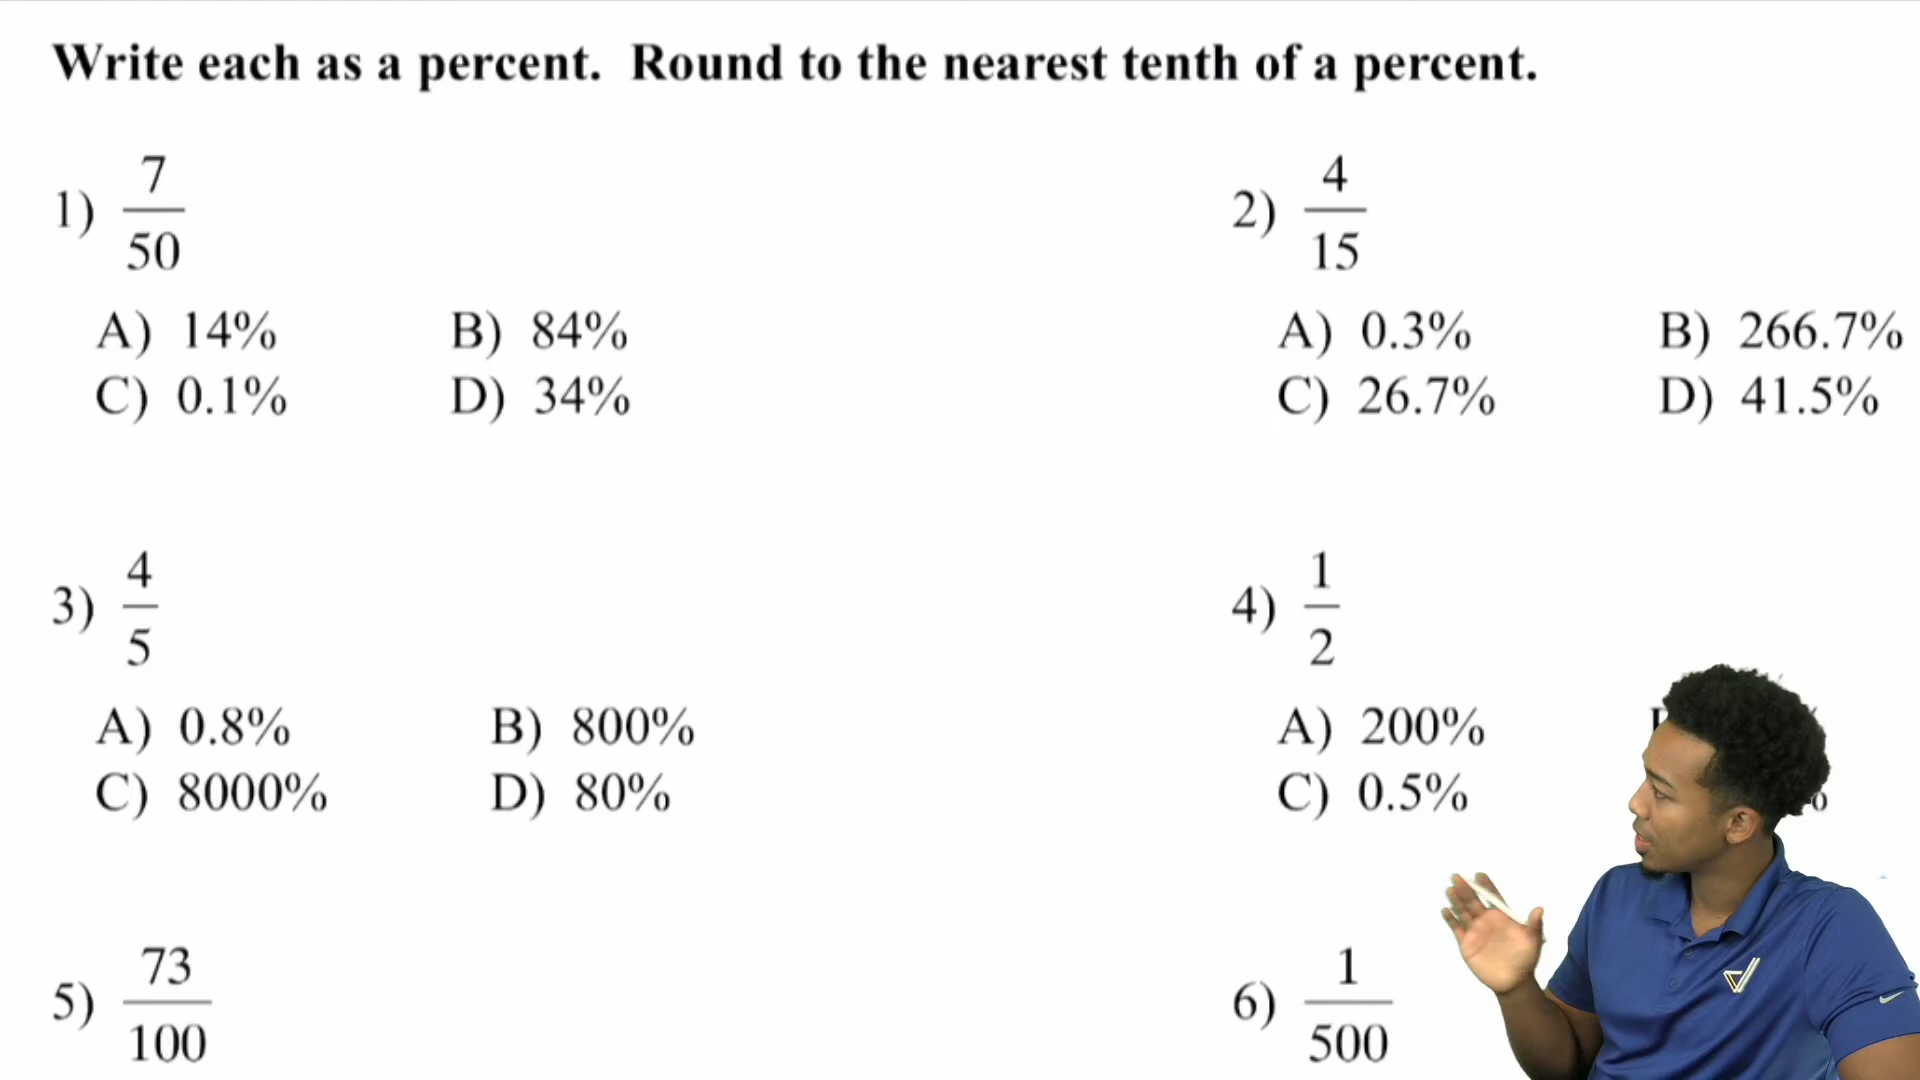 Write each as a percent. Round to the nearest tenth of a percent.
1) 7/50
A) 14% B) 84%
C) 0.1% D) 34%
2) 4/15
A) 0.3% B) 266.7%
C) 26.7% D) 41.5%
3) 4/5
A) 0.8% B) 800%
C) 8000% D) 80%
4) 1/2
A) 200%
C) 0.5%
5) 73/100
6) 1/500